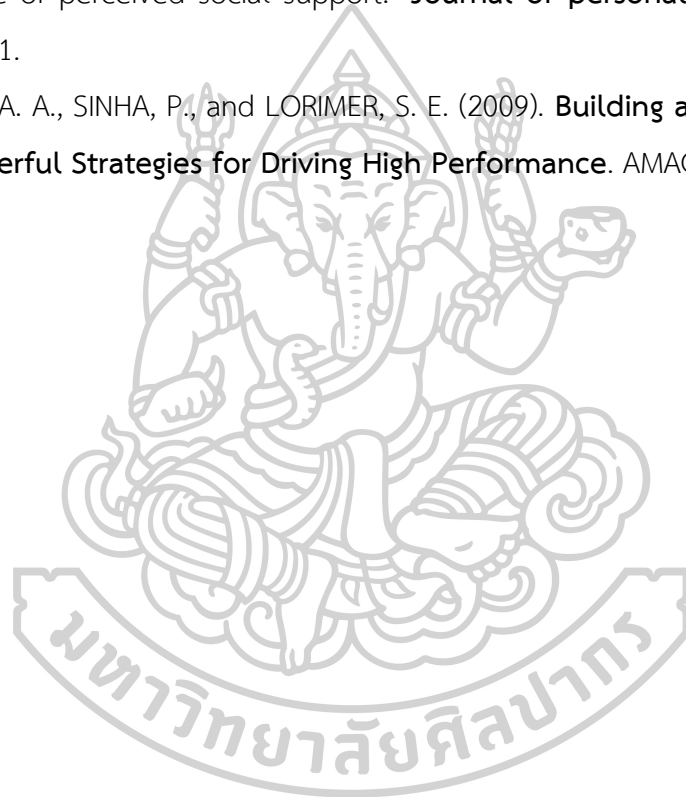 of perceived social support. Journal of personal
1.
A. A., SINHA, P., and LORIMER, S. E. (2009). Building a
erful Strategies for Driving High Performance. AMAC
มหาวิทยาลัยศิลปากร